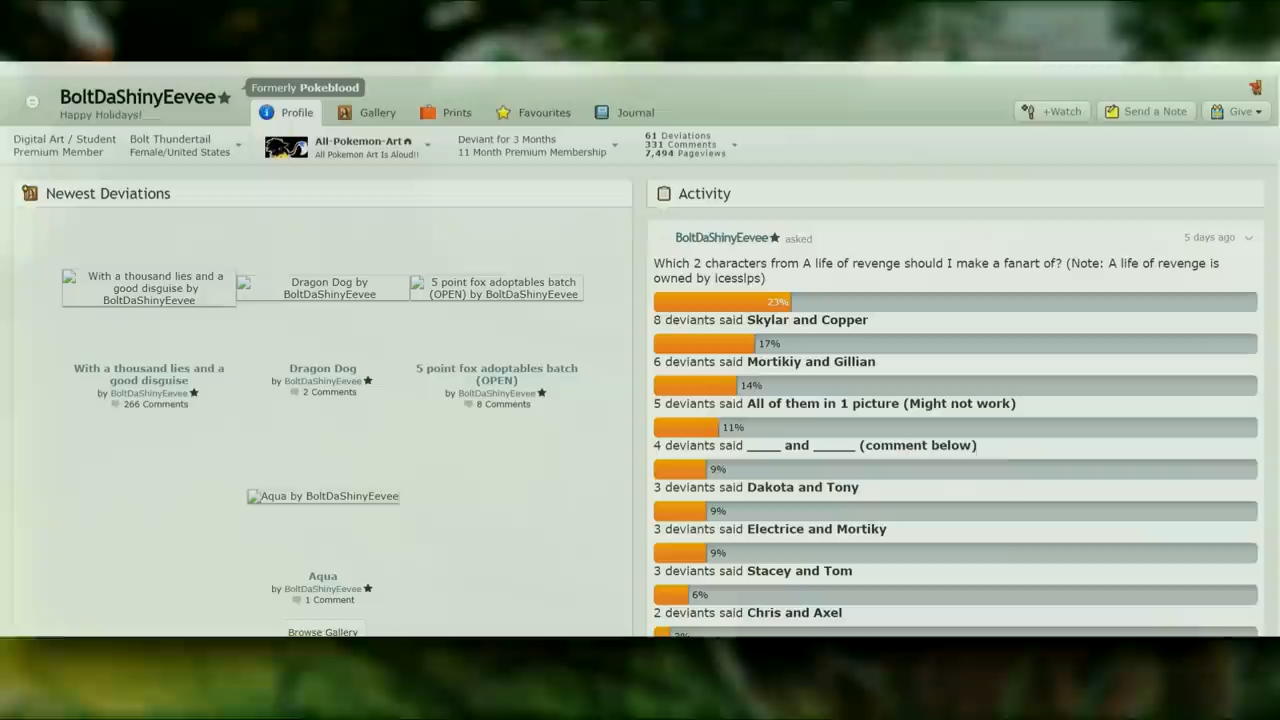 BoltDaShinyEevee★
Formerly Pokeblood
Happy Holidays!___
Profile
Gallery
Prints
Favourites
Journal
+Watch
Send a Note
Give
Digital Art / Student
Premium Member
Bolt Thundertail
Female/United States
All-Pokemon-Art
All Pokemon Art Is Aloud!!
Deviant for 3 Months
11 Month Premium Membership
61 Deviations
331 Comments
7,494 Pageviews
Newest Deviations
With a thousand lies and a
good disguise by
BoltDaShinyEevee
Dragon Dog by
BoltDaShinyEevee
5 point fox adoptables batch
(OPEN) by BoltDaShinyEevee
With a thousand lies and a
good disguise
by BoltDaShinyEevee★
266 Comments
Dragon Dog
by BoltDaShinyEevee★
2 Comments
5 point fox adoptables batch
(OPEN)
by BoltDaShinyEevee★
8 Comments
Aqua by BoltDaShinyEevee
Aqua
by BoltDaShinyEevee★
1 Comment
Browse Gallery
Activity
BoltDaShinyEevee★ asked
5 days ago
Which 2 characters from A life of revenge should I make a fanart of? (Note: A life of revenge is
owned by icesslps)
23%
8 deviants said Skylar and Copper
17%
6 deviants said Mortikiy and Gillian
14%
5 deviants said All of them in 1 picture (Might not work)
11%
4 deviants said ____ and _____ (comment below)
9%
3 deviants said Dakota and Tony
9%
3 deviants said Electrice and Mortiky
9%
3 deviants said Stacey and Tom
6%
2 deviants said Chris and Axel